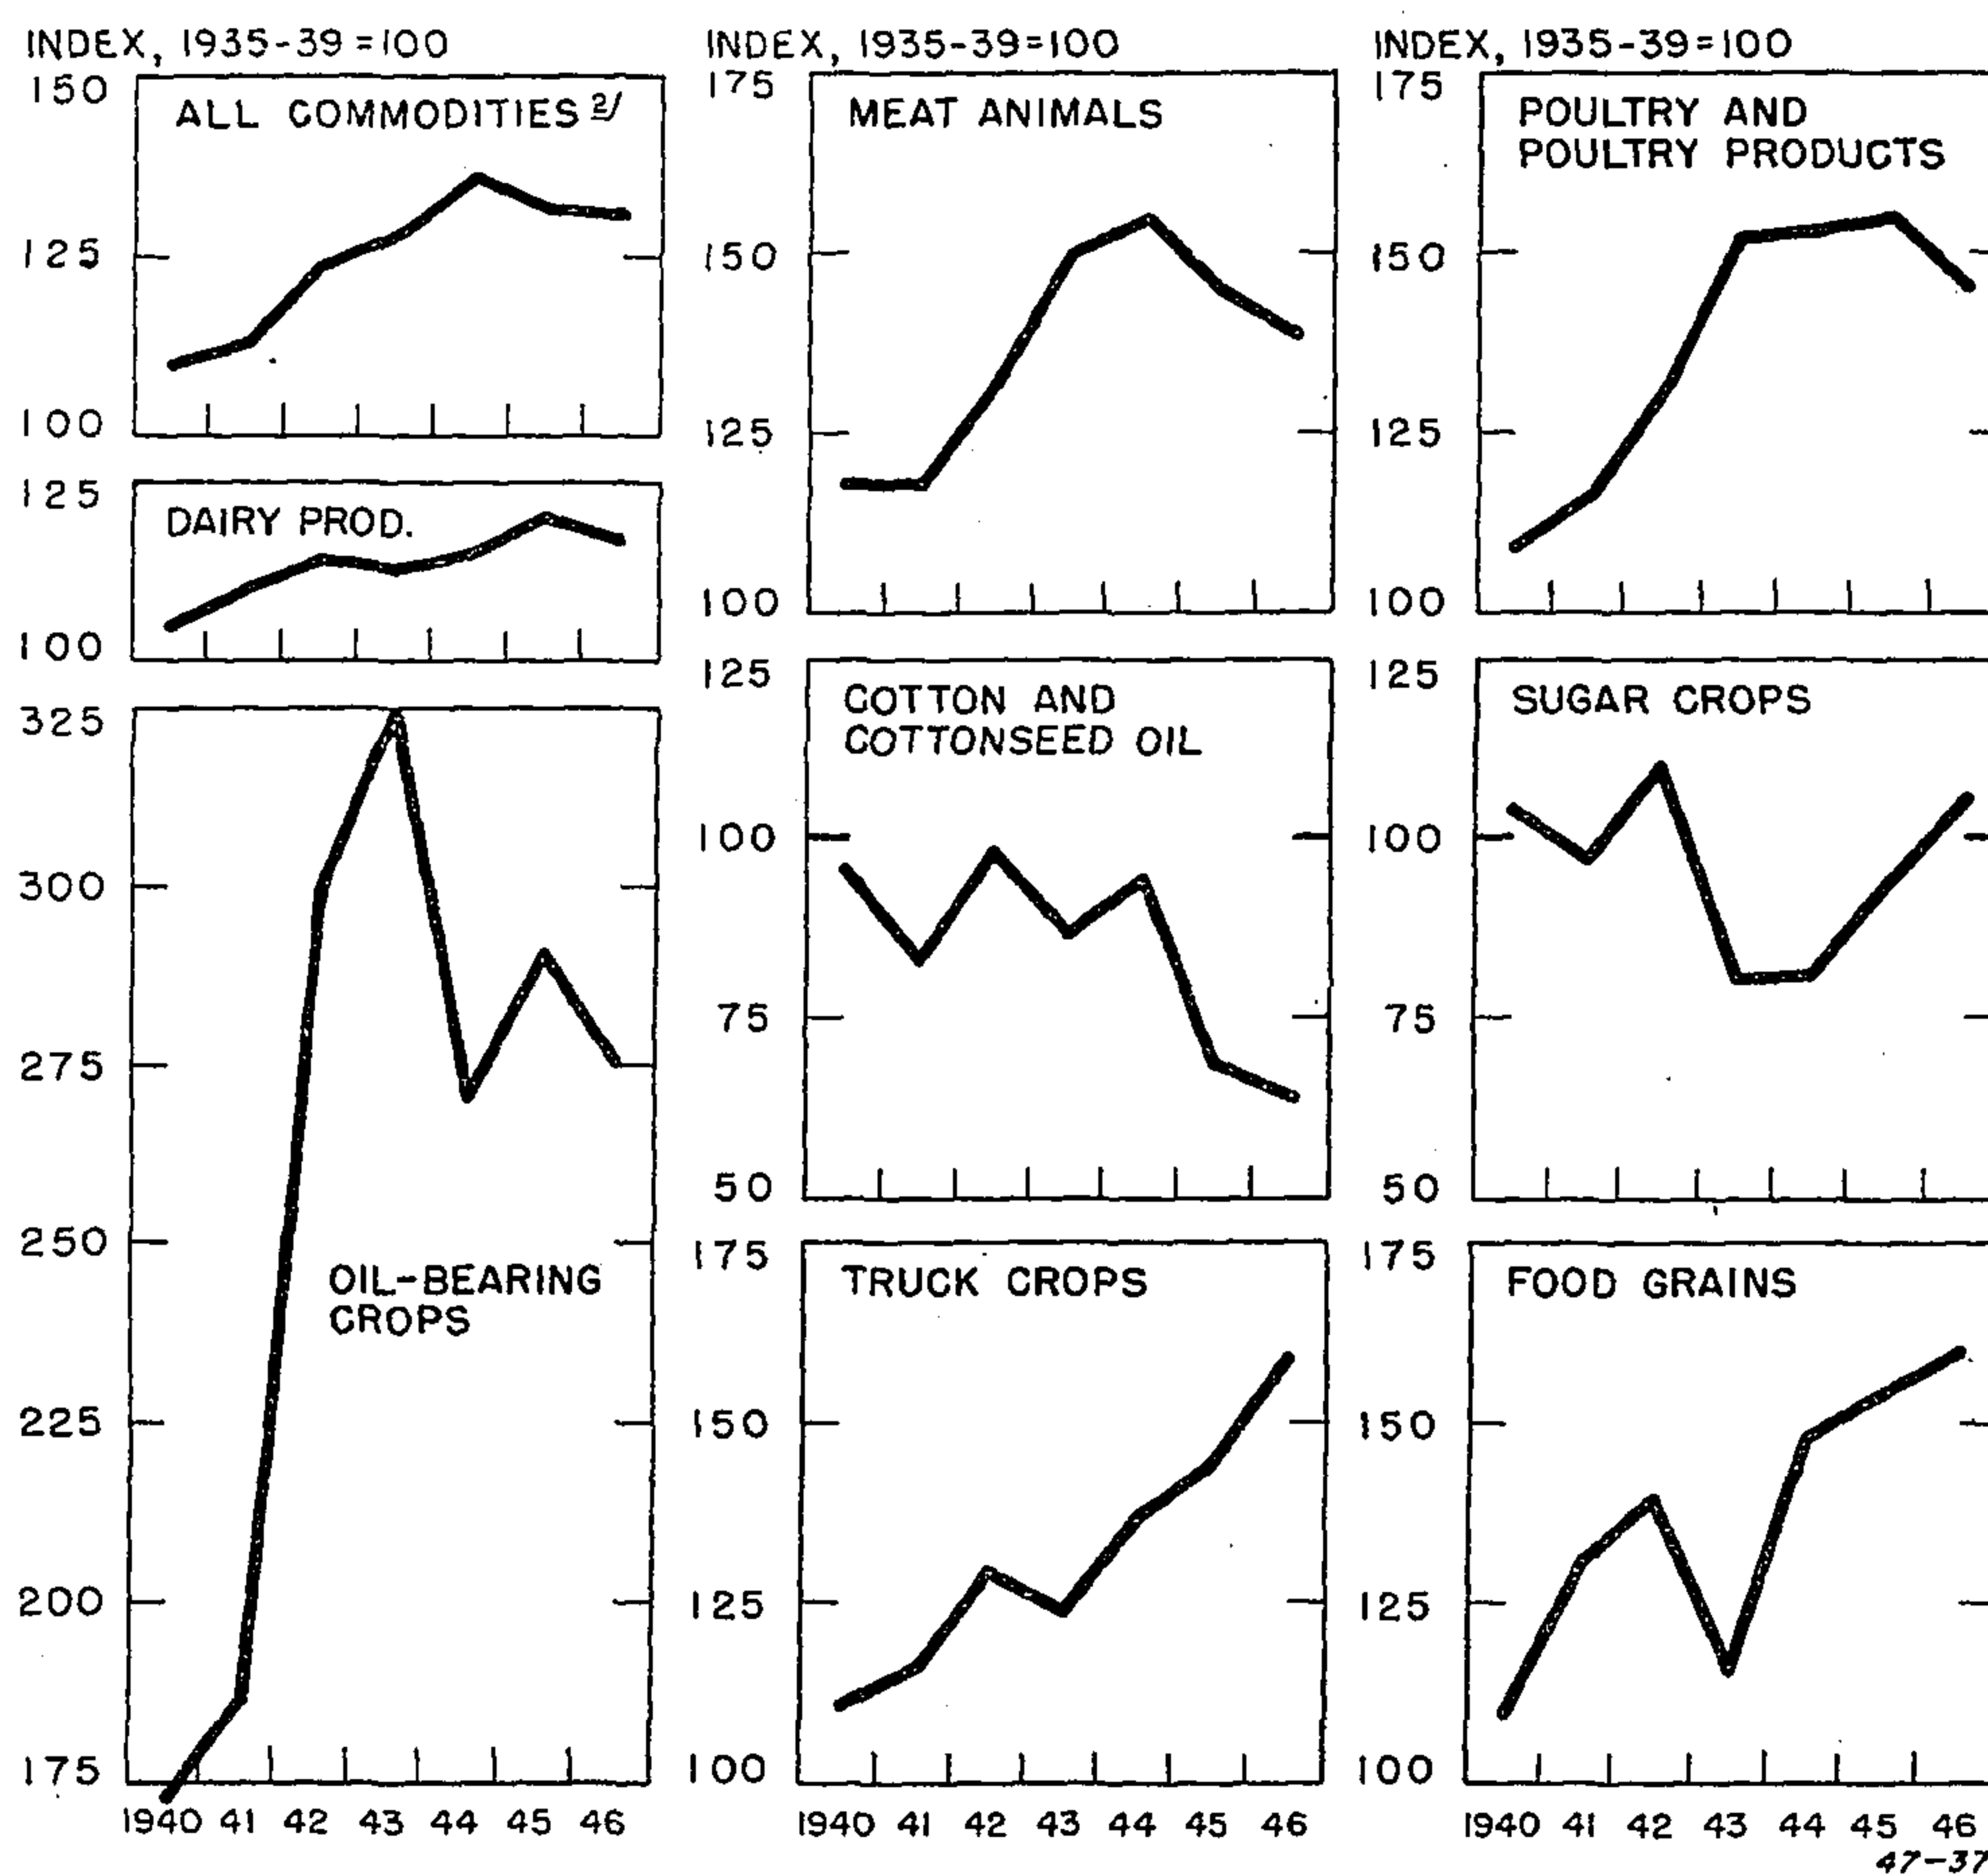 INDEX, 1935-39=100
150
ALL COMMODITIES 2/
125
100
125
DAIRY PROD.
100
325
300
275
250
OIL-BEARING
CROPS
225
200
175
1940 41 42 43 44 45 46
INDEX, 1935-39=100
175
MEAT ANIMALS
150
125
100
125
COTTON AND
COTTONSEED OIL
100
75
50
175
TRUCK CROPS
150
125
100
1940 41 42 43 44 45 46
INDEX, 1935-39=100
175
POULTRY AND
POULTRY PRODUCTS
150
125
100
125
SUGAR CROPS
100
75
50
175
FOOD GRAINS
150
125
100
1940 41 42 43 44 45 46
47-37